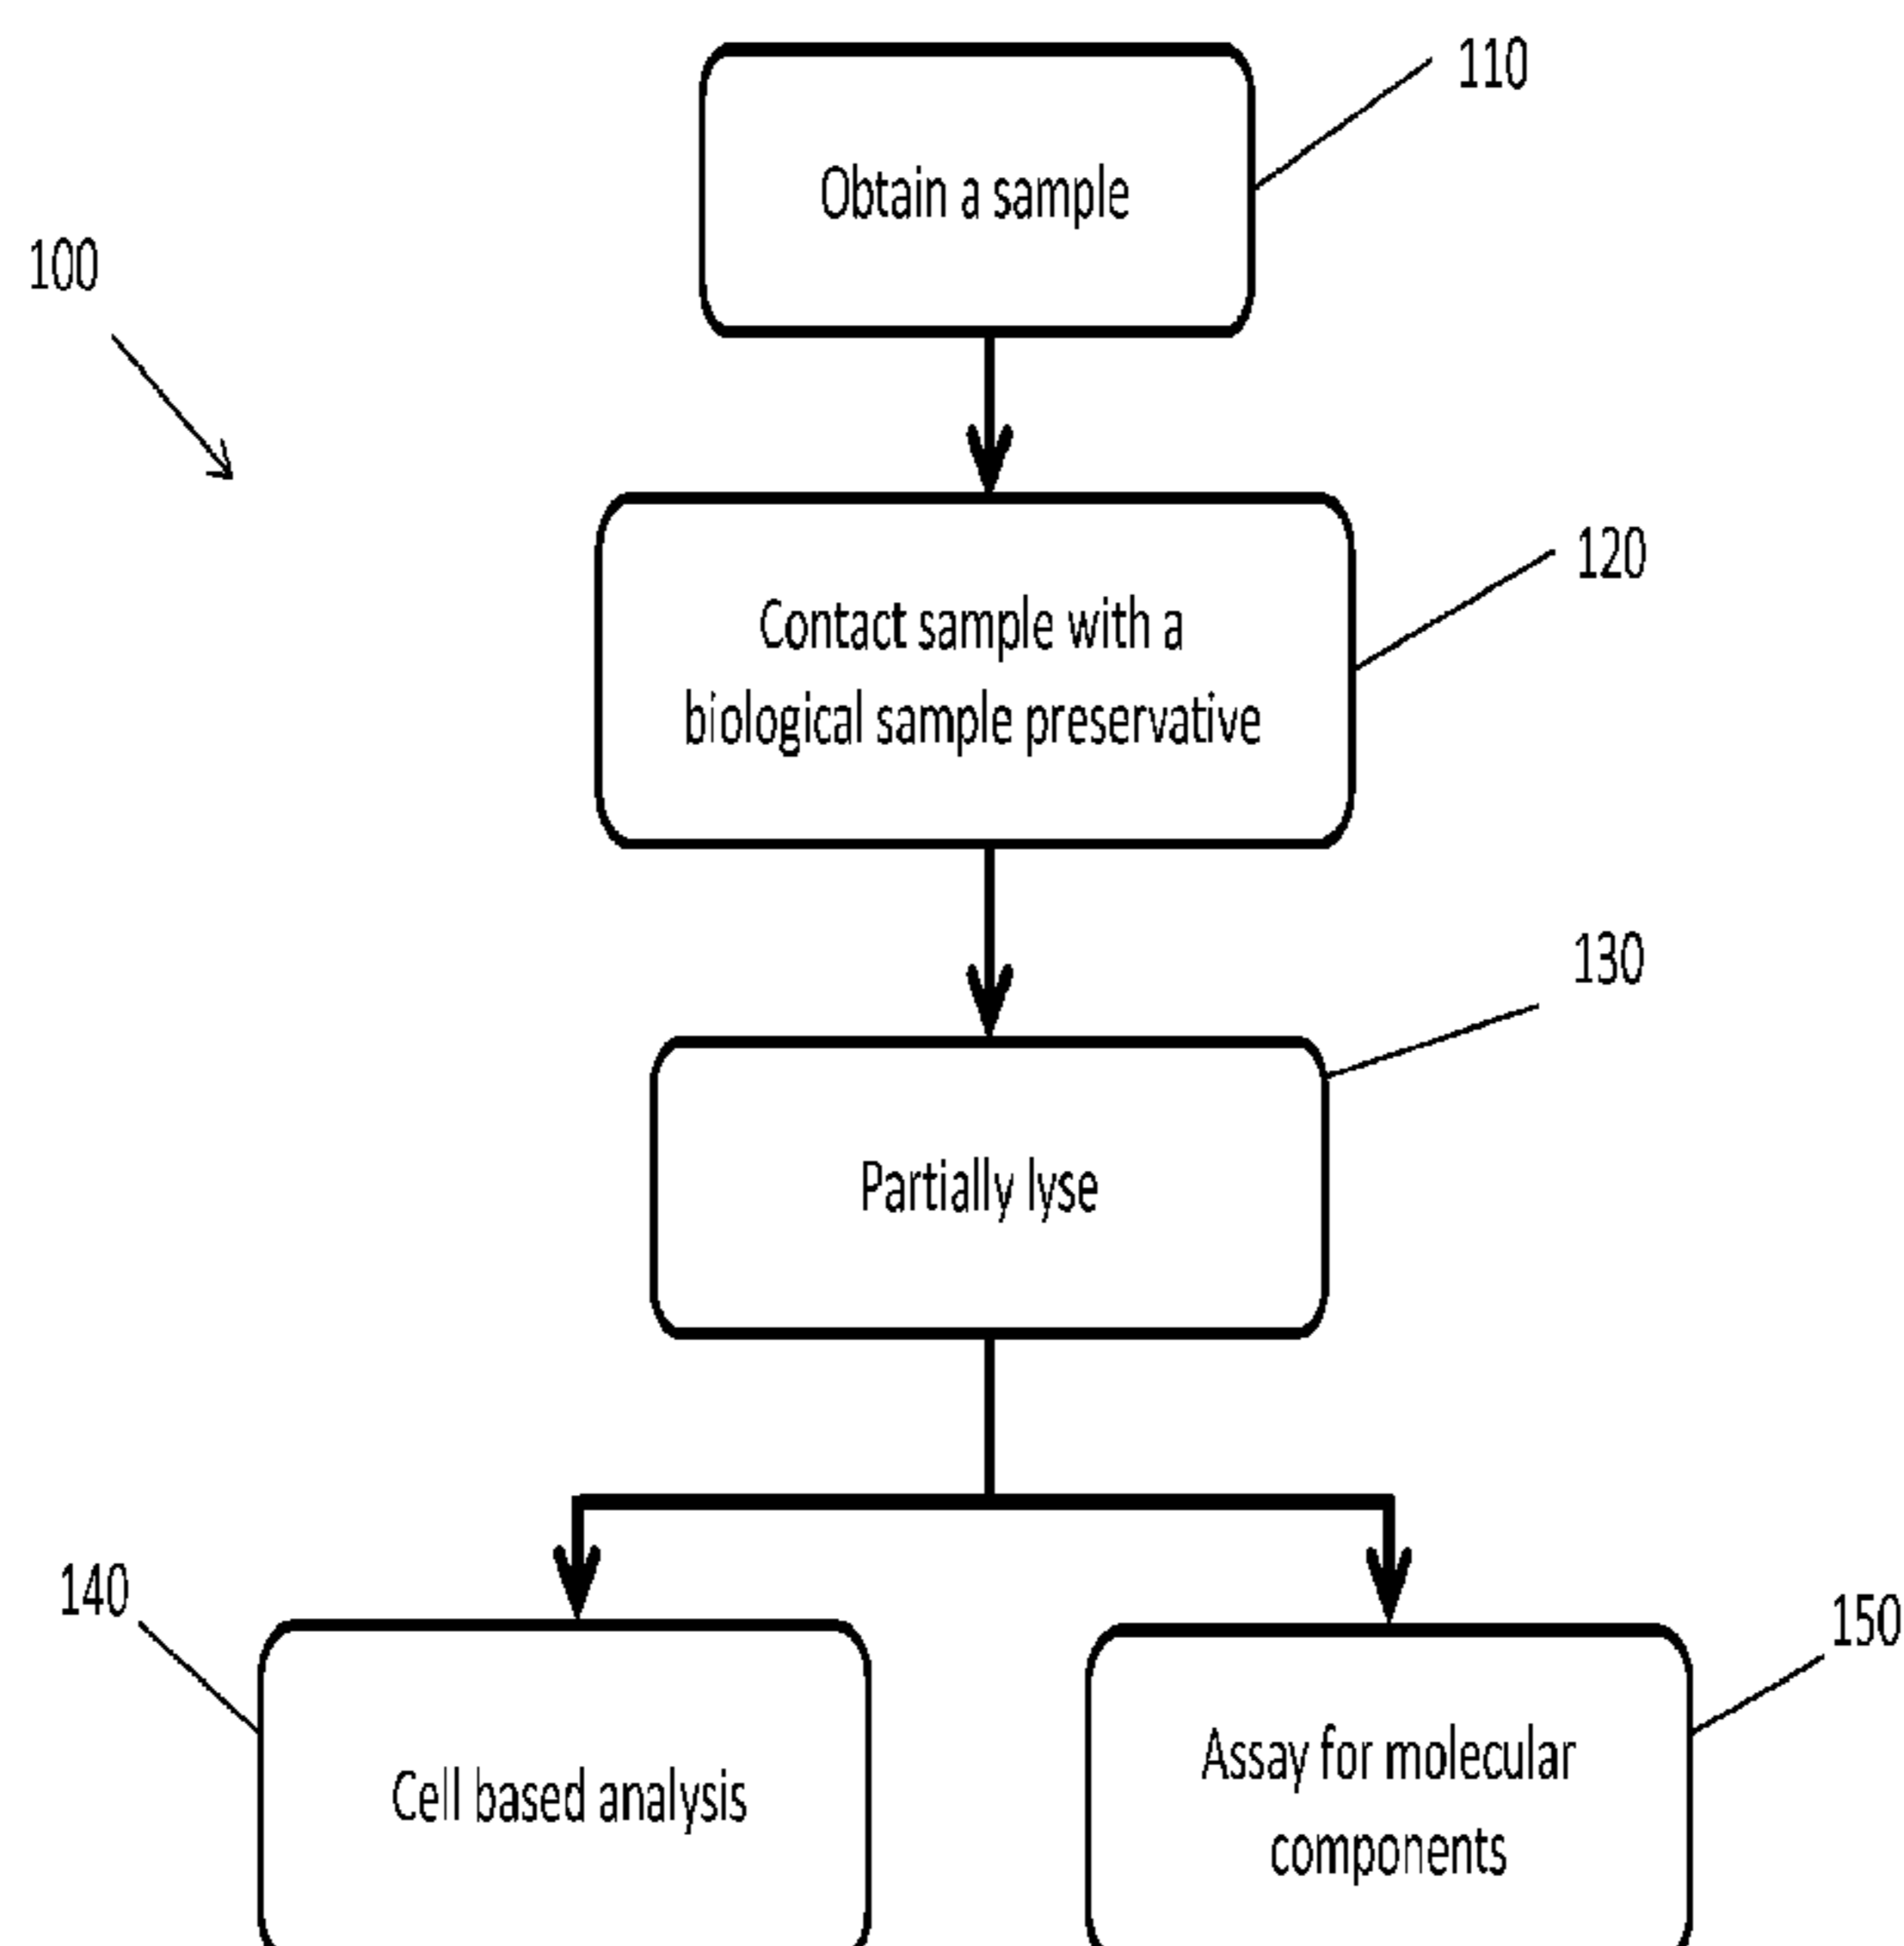 110
Obtain a sample
100
120
Contact sample with a
biological sample preservative
130
Partially lyse
140
150
Cell based analysis
Assay for molecular
components